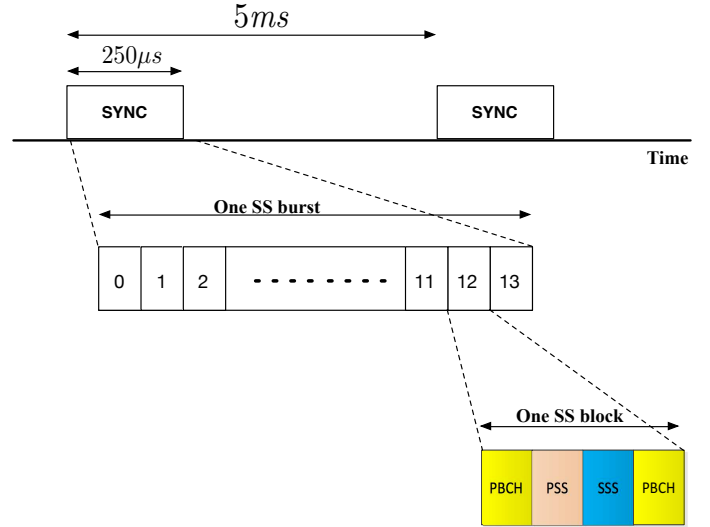 5ms
250μs
SYNC SYNC
Time
One SS burst
0 1 2 - - - - - - - - 11 12 13
One SS block
PBCH PSS SSS PBCH